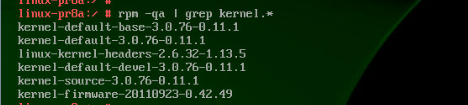 linux-pr8a:/ #
linux-pr8a:/ # rpm -qa | grep kernel.*
kernel-default-base-3.0.76-0.11.1
kernel-default-3.0.76-0.11.1
linux-kernel-headers-2.6.32-1.13.5
kernel-default-devel-3.0.76-0.11.1
kernel-source-3.0.76-0.11.1
kernel-firmware-20110923-0.42.49
linux-pr8a:/ #